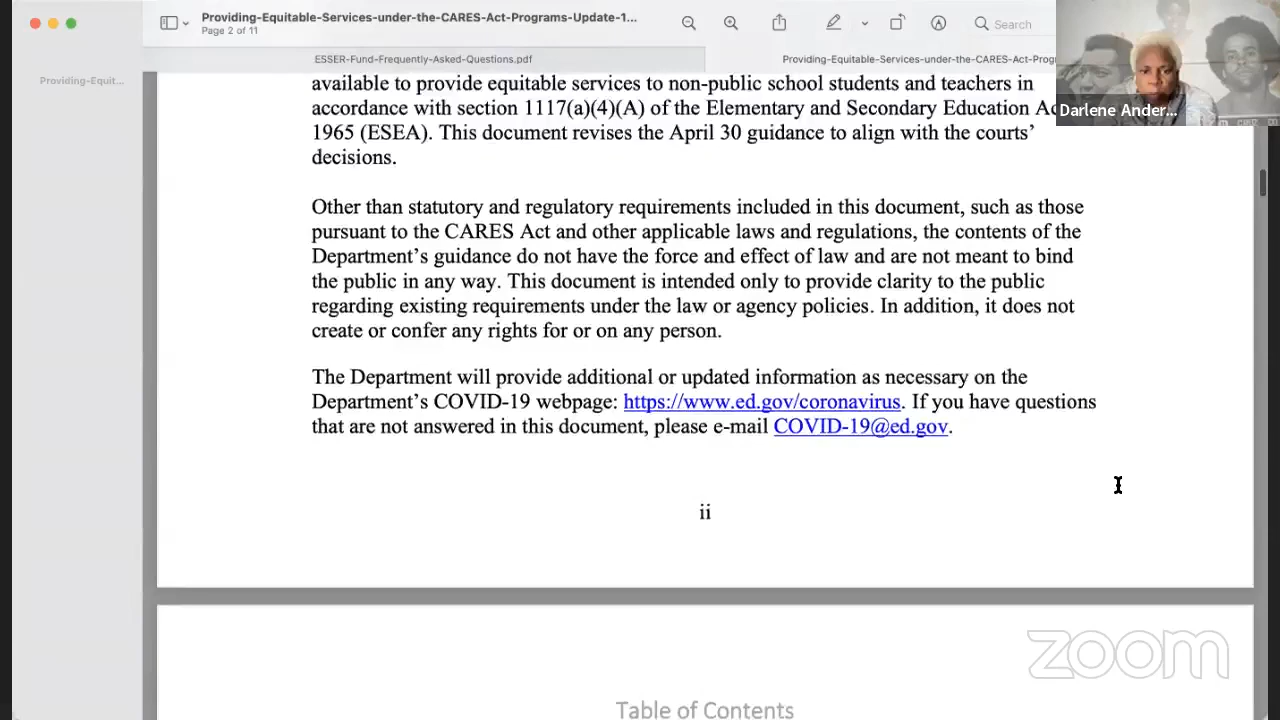 Providing-Equitable-Services-under-the-CARES-Act-Programs-Update-1...
Page 2 of 11
Search
ESSER-Fund-Frequently-Asked-Questions.pdf
Providing-Equitable-Services-under-the-CARES-Act-Prog
Providing-Equit...
Darlene Ander...
available to provide equitable services to non-public school students and teachers in
accordance with section 1117(a)(4)(A) of the Elementary and Secondary Education Ac
1965 (ESEA). This document revises the April 30 guidance to align with the courts’
decisions.
Other than statutory and regulatory requirements included in this document, such as those
pursuant to the CARES Act and other applicable laws and regulations, the contents of the
Department’s guidance do not have the force and effect of law and are not meant to bind
the public in any way. This document is intended only to provide clarity to the public
regarding existing requirements under the law or agency policies. In addition, it does not
create or confer any rights for or on any person.
The Department will provide additional or updated information as necessary on the
Department’s COVID-19 webpage: https://www.ed.gov/coronavirus. If you have questions
that are not answered in this document, please e-mail COVID-19@ed.gov.
ii
zoom
Table of Contents